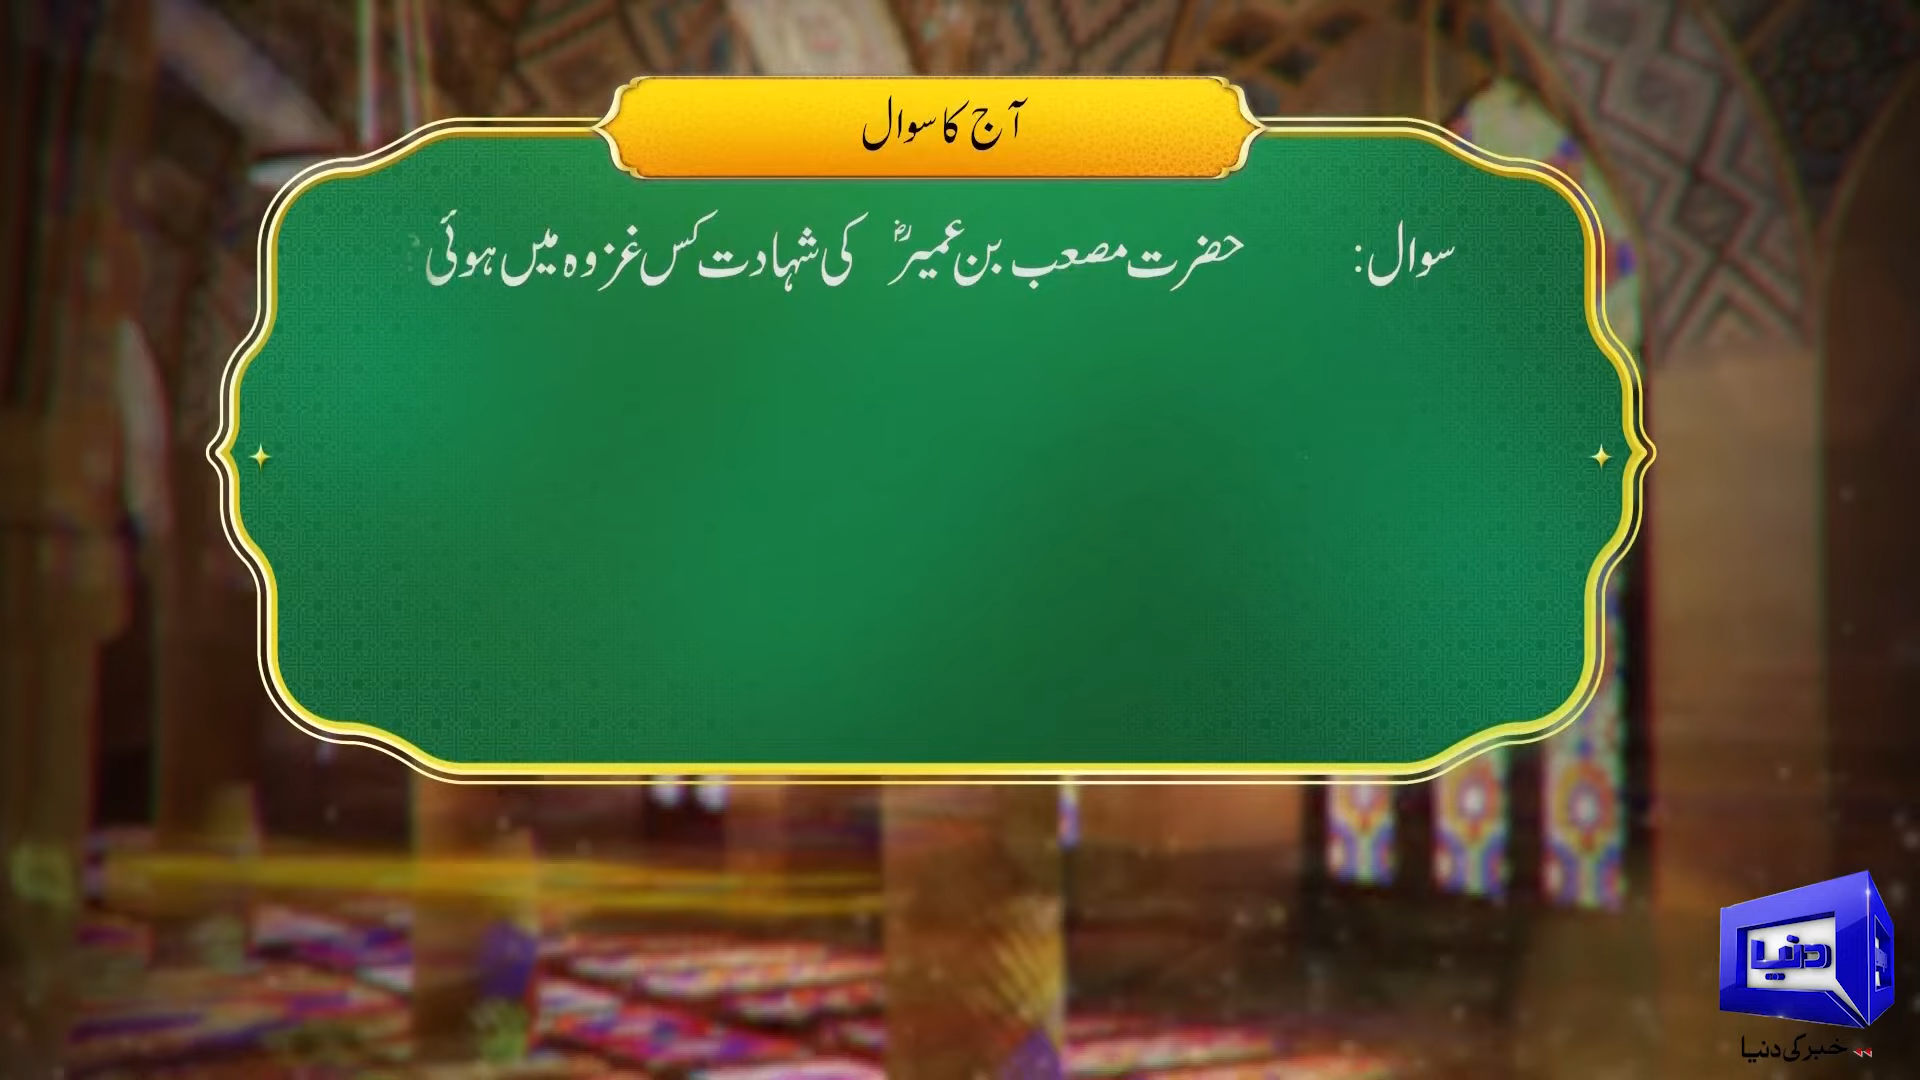 آج کا سوال
سوال: حضرت مصعب بن عمیرؓ کی شہادت کس غزوہ میں ہوئی
دنیا
خبر کی دنیا